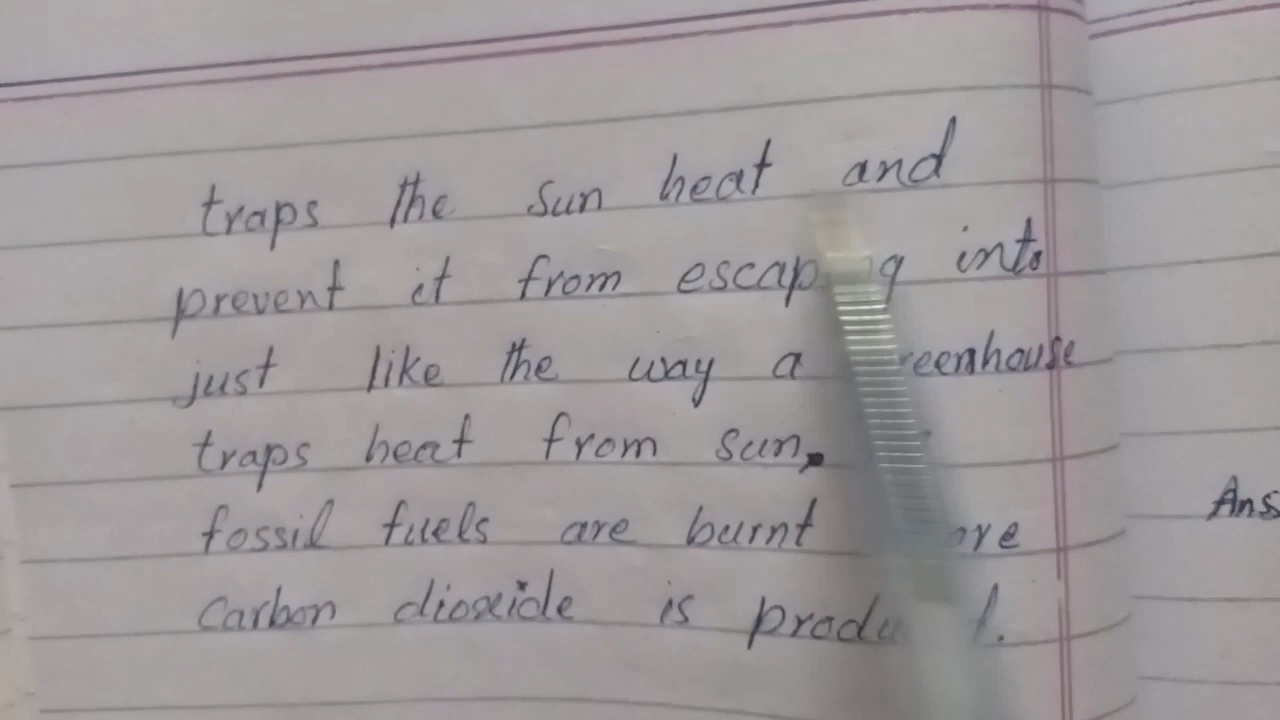 traps the sun heat and
prevent it from into
just like the way a
traps heat from sun.
fossil fuels are burnt
carbon dioxide is
Ans